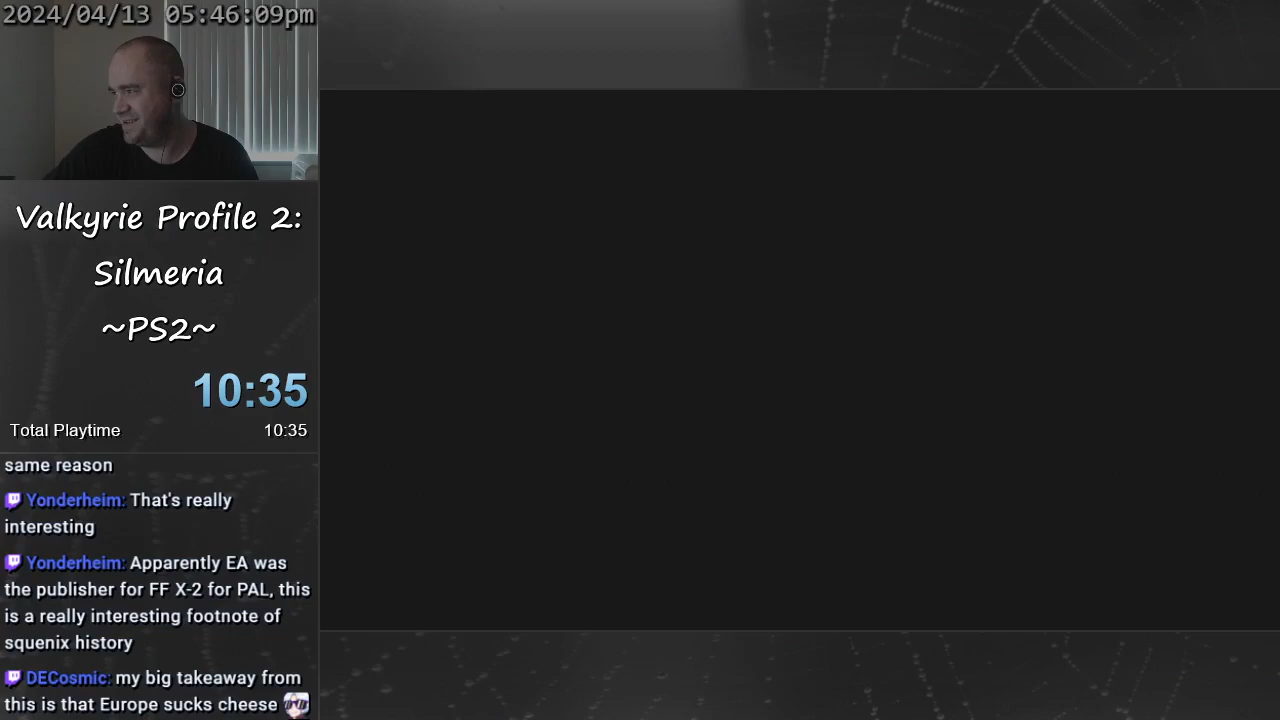 2024/04/13 05:46:09pm
Valkyrie Profile 2:
Silmeria
~PS2~
10:35
Total Playtime 10:35
same reason
Yonderheim: That's really
interesting
Yonderheim: Apparently EA was
the publisher for FF X-2 for PAL, this
is a really interesting footnote of
squenix history
DECosmic: my big takeaway from
this is that Europe sucks cheese